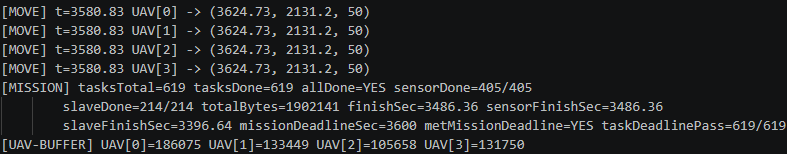 [MOVE] t=3580.83 UAV[0] -> (3624.73, 2131.2, 50)
[MOVE] t=3580.83 UAV[1] -> (3624.73, 2131.2, 50)
[MOVE] t=3580.83 UAV[2] -> (3624.73, 2131.2, 50)
[MOVE] t=3580.83 UAV[3] -> (3624.73, 2131.2, 50)
[MISSION] tasksTotal=619 tasksDone=619 allDone=YES sensorDone=405/405
slaveDone=214/214 totalBytes=1902141 finishSec=3486.36 sensorFinishSec=3486.36
slaveFinishSec=3396.64 missionDeadlineSec=3600 metMissionDeadline=YES taskDeadlinePass=619/619
[UAV-BUFFER] UAV[0]=186075 UAV[1]=133449 UAV[2]=105658 UAV[3]=131750